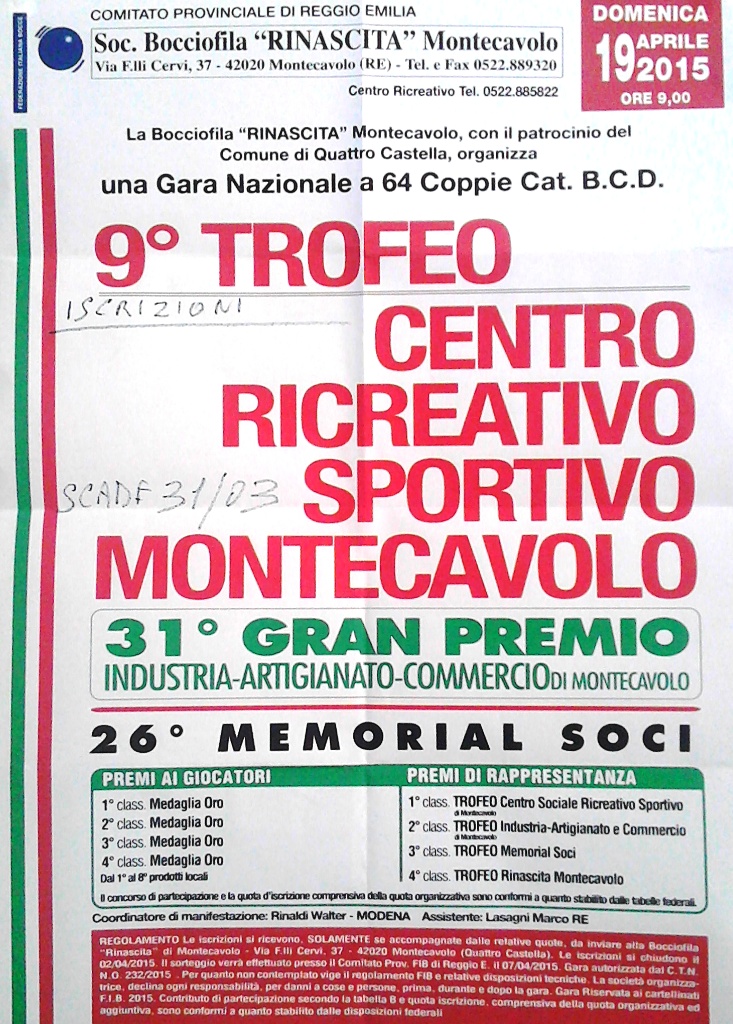 FEDERAZIONE ITALIANA BOCCE
COMITATO PROVINCIALE DI REGGIO EMILIA
Soc. Bocciofila “RINASCITA” Montecavolo
Via F.lli Cervi, 37 - 42020 Montecavolo (RE) - Tel. e Fax 0522.889320
Centro Ricreativo Tel. 0522.885822
DOMENICA
19 APRILE 2015
ORE 9,00
La Bocciofila “RINASCITA” Montecavolo, con il patrocinio del
Comune di Quattro Castella, organizza
una Gara Nazionale a 64 Coppie Cat. B.C.D.
9° TROFEO
ISCRIZIONI
CENTRO
RICREATIVO
SCADE 31/03
SPORTIVO
MONTECAVOLO
31° GRAN PREMIO
INDUSTRIA-ARTIGIANATO-COMMERCIO DI MONTECAVOLO
26° MEMORIAL SOCI
PREMI AI GIOCATORI
1° class. Medaglia Oro
2° class. Medaglia Oro
3° class. Medaglia Oro
4° class. Medaglia Oro
Dal 1° al 8° prodotti locali
PREMI DI RAPPRESENTANZA
1° class. TROFEO Centro Sociale Ricreativo Sportivo
di Montecavolo
2° class. TROFEO Industria-Artigianato e Commercio
di Montecavolo
3° class. TROFEO Memorial Soci
4° class. TROFEO Rinascita Montecavolo
Il concorso di partecipazione e la quota d'iscrizione comprensiva della quota organizzativa sono conformi a quanto stabilito dalle tabelle federali.
Coordinatore di manifestazione: Rinaldi Walter - MODENA Assistente: Lasagni Marco RE
REGOLAMENTO Le iscrizioni si ricevono, SOLAMENTE se accompagnate dalle relative quote, da inviare alla Bocciofila
“Rinascita” di Montecavolo - Via F.lli Cervi, 37 - 42020 Montecavolo (Quattro Castella). Le iscrizioni si chiudono il
02/04/2015. Il sorteggio verrà effettuato presso il Comitato Prov. FIB di Reggio E. il 07/04/2015. Gara autorizzata dal C.T.N.
N.O. 232/2015 . Per quanto non contemplato vige il regolamento FIB e relative disposizioni tecniche. La società organizza-
trice, declina ogni responsabilità, per danni a cose e persone, prima, durante e dopo la gara. Gara Riservata ai cartellinati
F.I.B. 2015. Contributo di partecipazione secondo la tabella B e quota iscrizione, comprensiva della quota organizzativa ed
aggiuntiva, sono conformi a quanto stabilito dalle disposizioni federali